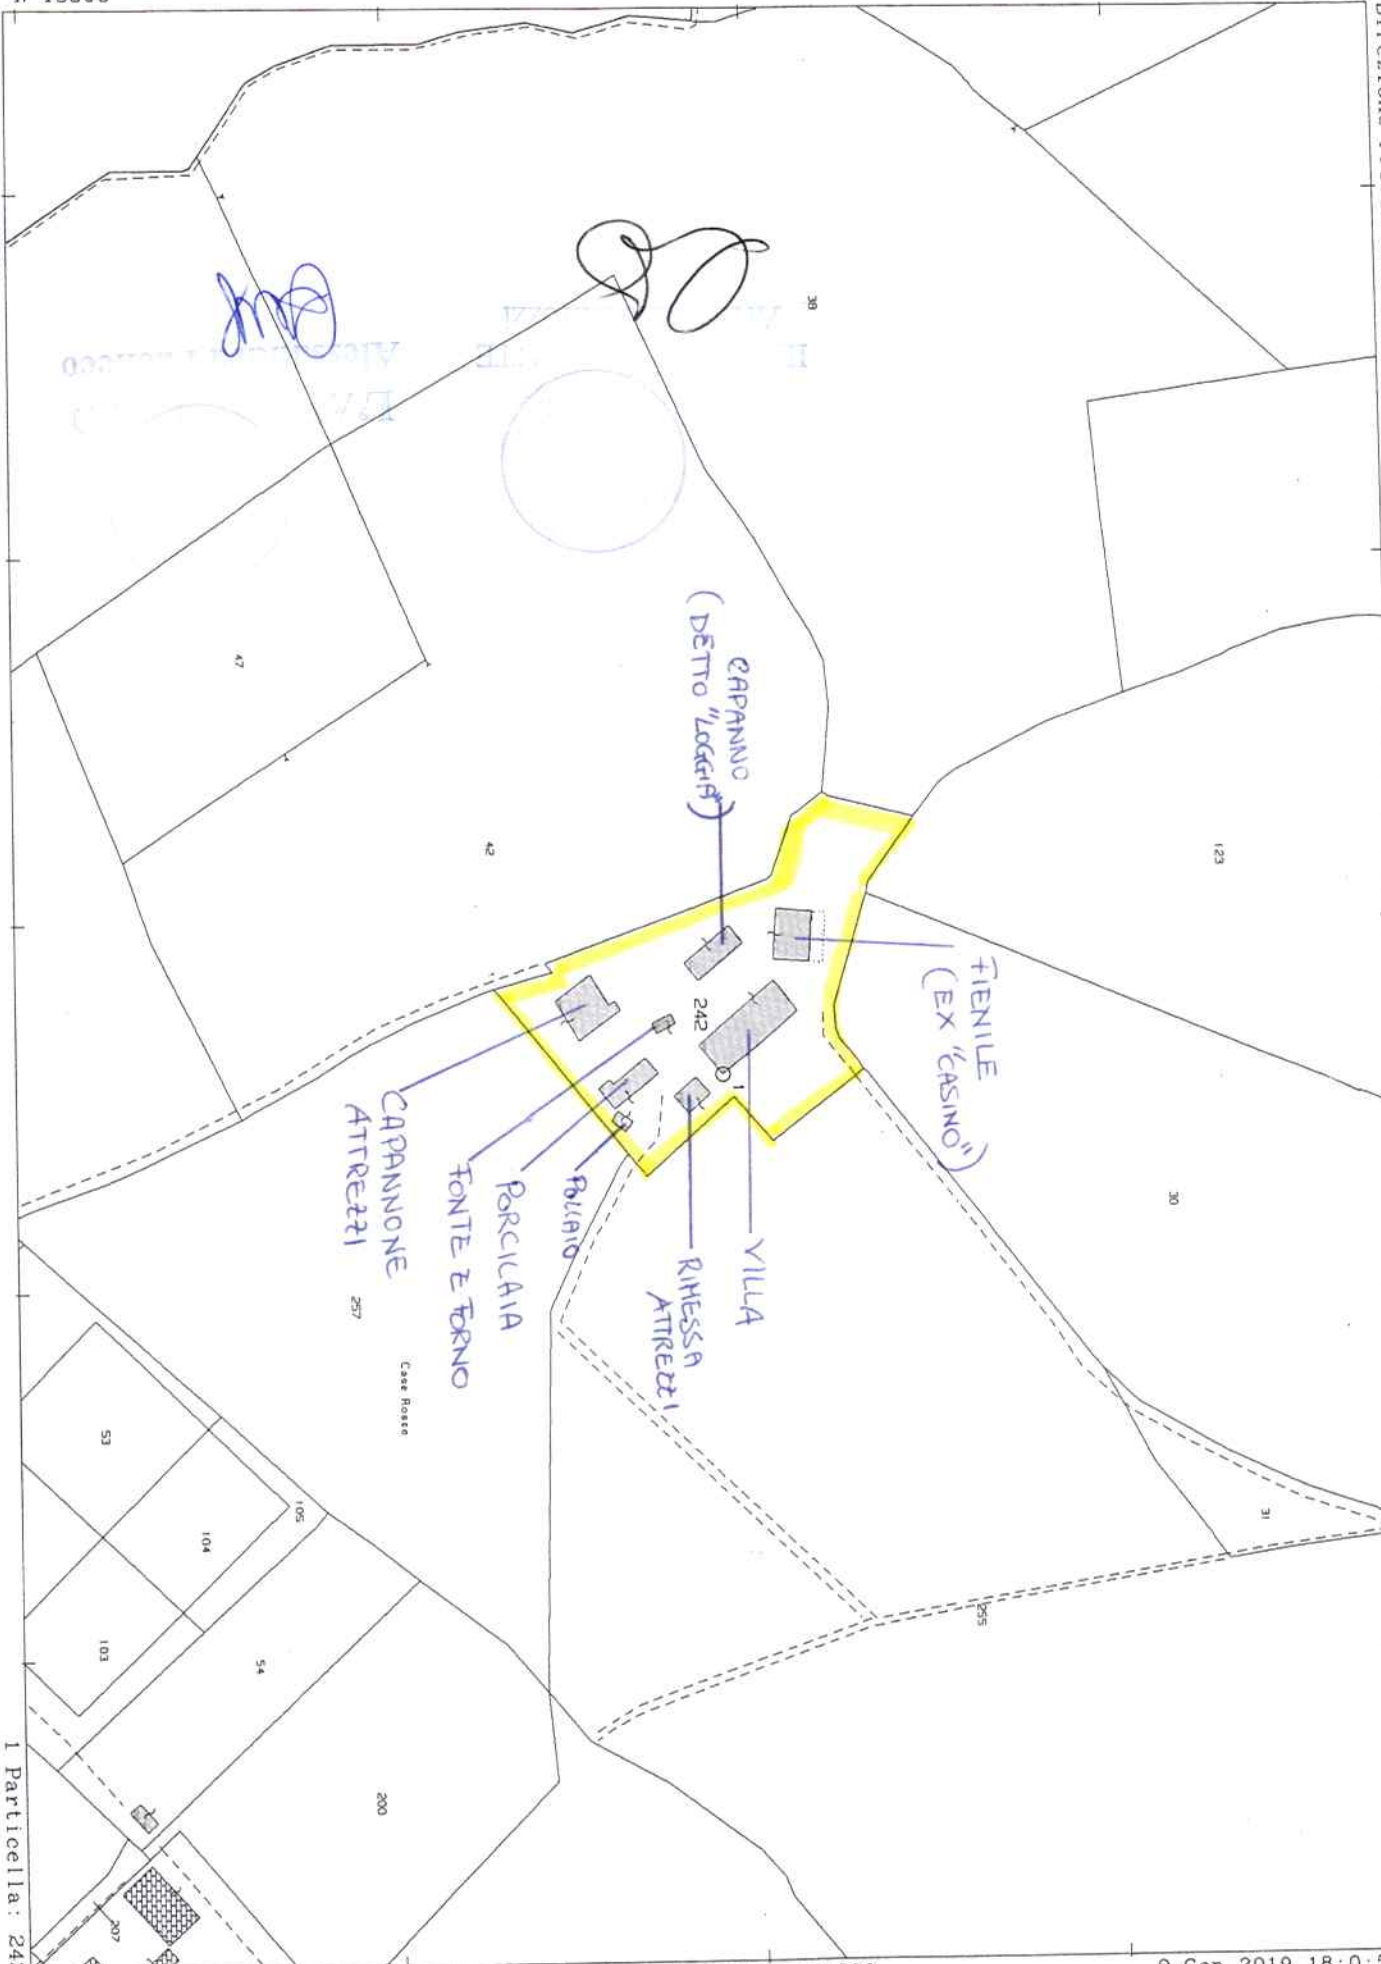 38
123
47
42
CAPANNO
(DETTO "LOGGIA")
FIENILE
(EX "CASINO")
242
1
VILLA
RIMESSA
ATTREZZI
POLLAIO
PORCILAIA
FONTE E FORNO
CAPANNONE
ATTREZZI
30
31
255
257
Case Rosse
53
105
104
103
54
200
207
1 Particella: 24